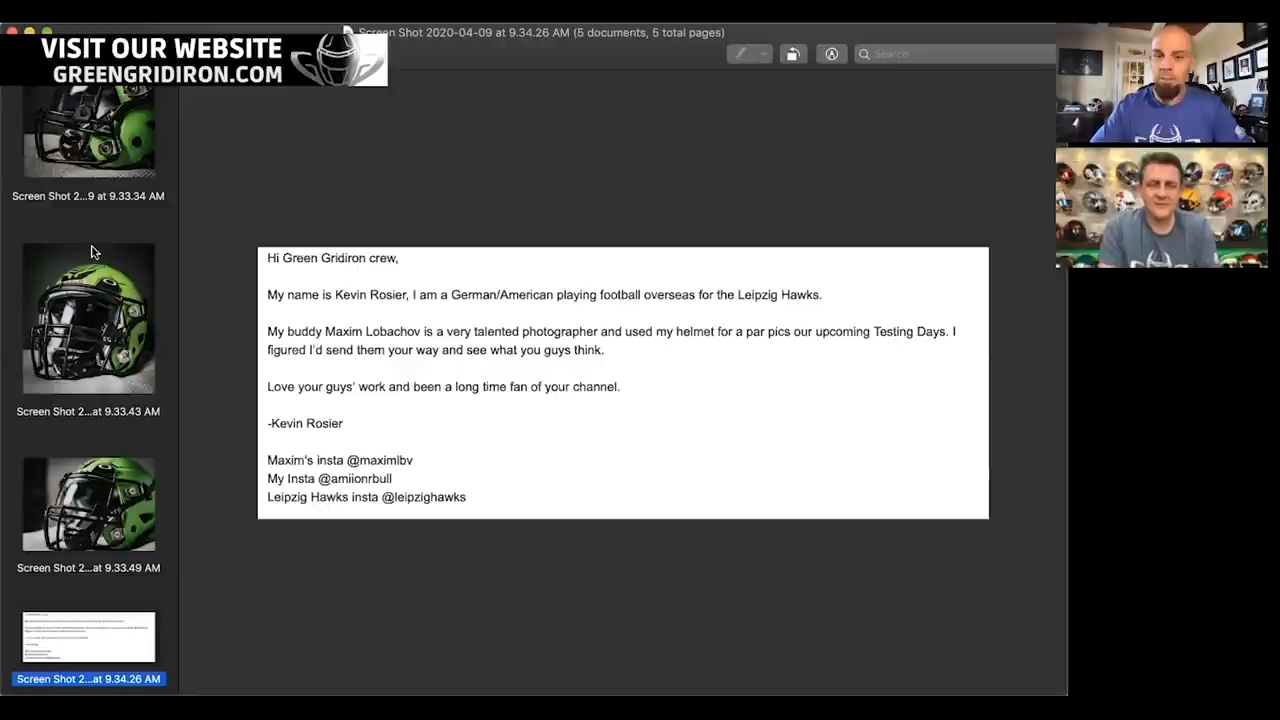 Screen Shot 2020-04-09 at 9.34.26 AM (5 documents, 5 total pages)
VISIT OUR WEBSITE
GREENGRIDIRON.COM
Search
Screen Shot 2...9 at 9.33.34 AM
Screen Shot 2...at 9.33.43 AM
Screen Shot 2...at 9.33.49 AM
Screen Shot 2...at 9.34.26 AM
Hi Green Gridiron crew,
My name is Kevin Rosier, I am a German/American playing football overseas for the Leipzig Hawks.
My buddy Maxim Lobachov is a very talented photographer and used my helmet for a par pics our upcoming Testing Days. I
figured I'd send them your way and see what you guys think.
Love your guys' work and been a long time fan of your channel.
-Kevin Rosier
Maxim's insta @maximlbv
My Insta @amiionrbull
Leipzig Hawks insta @leipzighawks